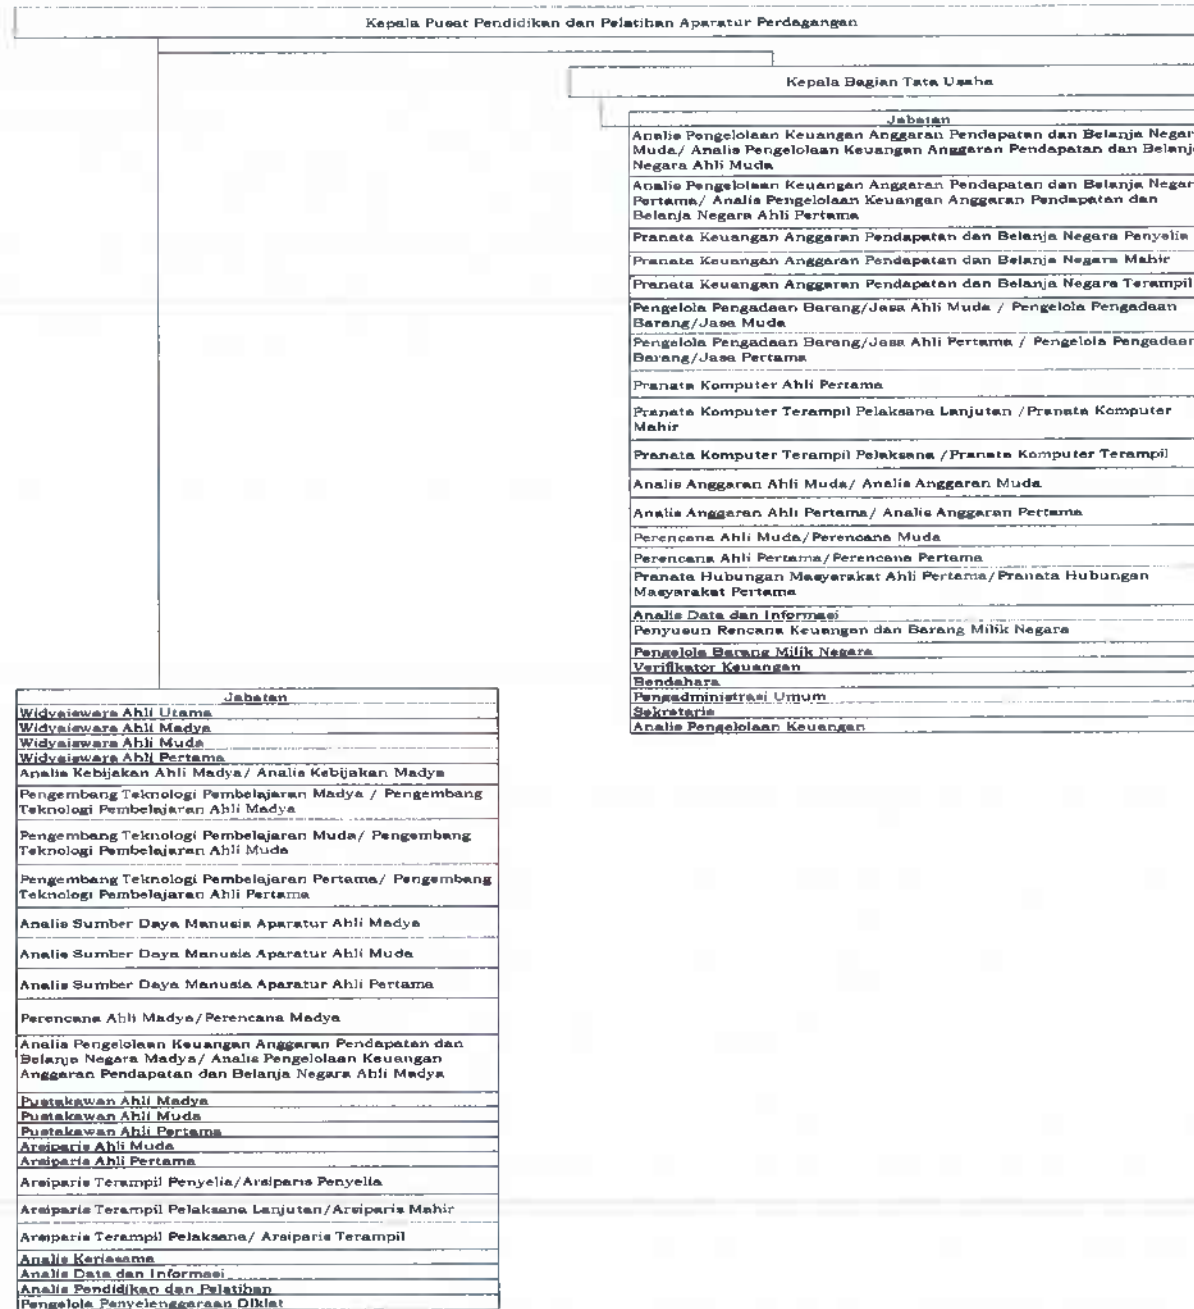 Kepala Pusat Pendidikan dan Pelatihan Aparatur Perdagangan
Kepala Bagian Tata Usaha
Jabatan
Analis Pengelolaan Keuangan Anggaran Pendapatan dan Belanja Negar
Muda/ Analis Pengelolaan Keuangan Anggaran Pendapatan dan Belanj
Negara Ahli Muda
Analis Pengelolaan Keuangan Anggaran Pendapatan dan Belanja Negar
Pertama/ Analis Pengelolaan Keuangan Anggaran Pendapatan dan
Belanja Negara Ahli Pertama
Pranata Keuangan Anggaran Pendapatan dan Belanja Negara Penyelia
Pranata Keuangan Anggaran Pendapatan dan Belanja Negara Mahir
Pranata Keuangan Anggaran Pendapatan dan Belanja Negara Terampil
Pengelola Pengadaan Barang/Jasa Ahli Muda / Pengelola Pengadaan
Barang/Jasa Muda
Pengelola Pengadaan Barang/Jasa Ahli Pertama / Pengelola Pengadaan
Barang/Jasa Pertama
Pranata Komputer Ahli Pertama
Pranata Komputer Terampil Pelaksana Lanjutan /Pranata Komputer
Mahir
Pranata Komputer Terampil Pelaksana /Pranata Komputer Terampil
Analis Anggaran Ahli Muda/ Analis Anggaran Muda
Analis Anggaran Ahli Pertama/ Analis Anggaran Pertama
Perencana Ahli Muda/Perencana Muda
Perencana Ahli Pertama/Perencana Pertama
Pranata Hubungan Masyarakat Ahli Pertama/Pranata Hubungan
Masyarakat Pertama
Analis Data dan Informasi
Penyusun Rencana Keuangan dan Barang Milik Negara
Pengelola Barang Milik Negara
Verifikator Keuangan
Bendahara
Pengadministrasi Umum
Sekretaris
Analis Pengelolaan Keuangan
Jabatan
Widyaiswara Ahli Utama
Widyaiswara Ahli Madya
Widyaiswara Ahli Muda
Widyaiswara Ahli Pertama
Analis Kebijakan Ahli Madya/ Analis Kebijakan Madya
Pengembang Teknologi Pembelajaran Madya / Pengembang
Teknologi Pembelajaran Ahli Madya
Pengembang Teknologi Pembelajaran Muda/ Pengembang
Teknologi Pembelajaran Ahli Muda
Pengembang Teknologi Pembelajaran Pertama/ Pengembang
Teknologi Pembelajaran Ahli Pertama
Analis Sumber Daya Manusia Aparatur Ahli Madya
Analis Sumber Daya Manusia Aparatur Ahli Muda
Analis Sumber Daya Manusia Aparatur Ahli Pertama
Perencana Ahli Madya/Perencana Madya
Analis Pengelolaan Keuangan Anggaran Pendapatan dan
Belanja Negara Madya/ Analis Pengelolaan Keuangan
Anggaran Pendapatan dan Belanja Negara Ahli Madya
Pustakawan Ahli Madya
Pustakawan Ahli Muda
Pustakawan Ahli Pertama
Arsiparis Ahli Muda
Arsiparis Ahli Pertama
Arsiparis Terampil Penyelia/Arsiparis Penyelia
Arsiparis Terampil Pelaksana Lanjutan/Arsiparis Mahir
Arsiparis Terampil Pelaksana/ Arsiparis Terampil
Analis Kerjasama
Analis Data dan Informasi
Analis Pendidikan dan Pelatihan
Pengelola Penyelenggaraan Diklat